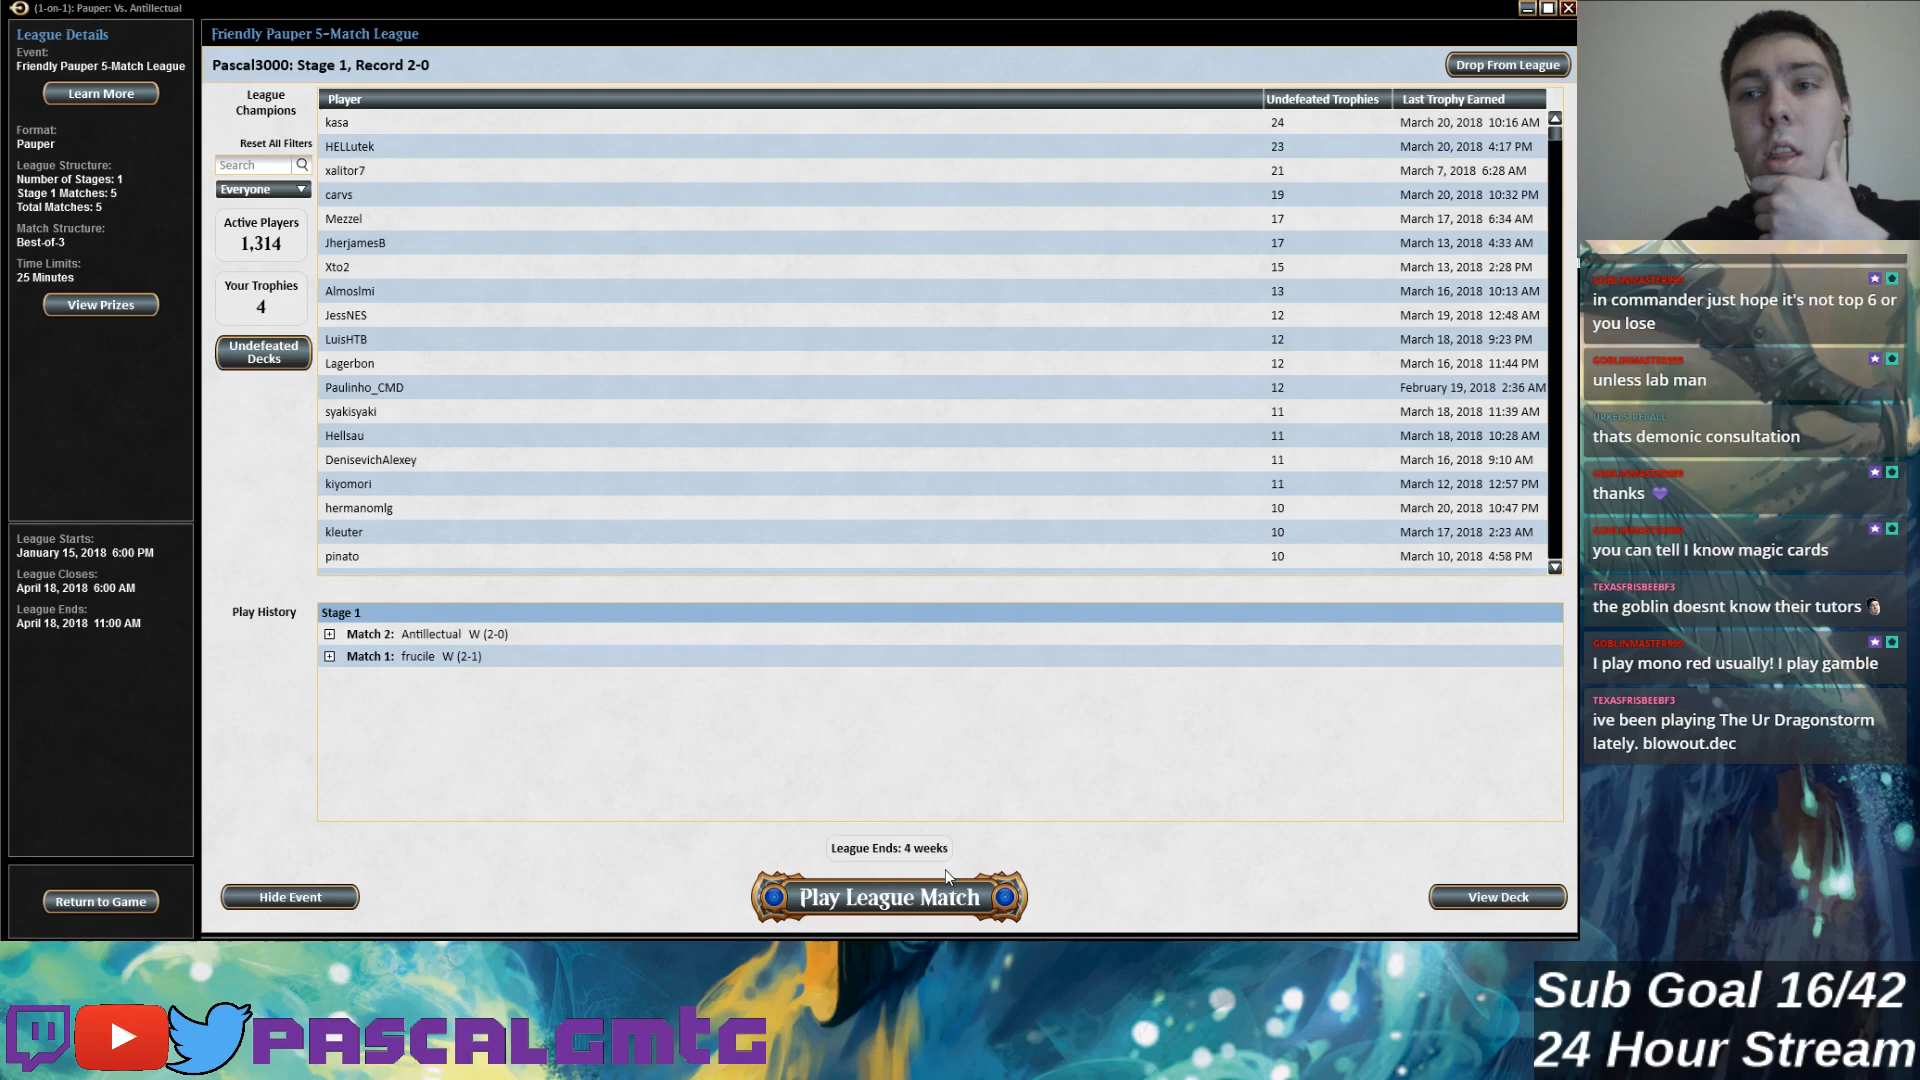 (1-on-1): Pauper: Vs. Antillectual
League Details
Event:
Friendly Pauper 5-Match League
Learn More
Format:
Pauper
League Structure:
Number of Stages: 1
Stage 1 Matches: 5
Total Matches: 5
Match Structure:
Best-of-3
Time Limits:
25 Minutes
View Prizes
League Starts:
January 15, 2018 6:00 PM
League Closes:
April 18, 2018 6:00 AM
League Ends:
April 18, 2018 11:00 AM
Return to Game
Friendly Pauper 5-Match League
Pascal3000: Stage 1, Record 2-0
Drop From League
League
Champions
Reset All Filters
Search
Everyone
Active Players
1,314
Your Trophies
4
Undefeated
Decks
Player Undefeated Trophies Last Trophy Earned
kasa 24 March 20, 2018 10:16 AM
HELLutek 23 March 20, 2018 4:17 PM
xalitor7 21 March 7, 2018 6:28 AM
carvs 19 March 20, 2018 10:32 PM
Mezzel 17 March 17, 2018 6:34 AM
JherjamesB 17 March 13, 2018 4:33 AM
Xto2 15 March 13, 2018 2:28 PM
Almoslmi 13 March 16, 2018 10:13 AM
JessNES 12 March 19, 2018 12:48 AM
LuisHTB 12 March 18, 2018 9:23 PM
Lagerbon 12 March 16, 2018 11:44 PM
Paulinho_CMD 12 February 19, 2018 2:36 AM
syakisyaki 11 March 18, 2018 11:39 AM
Hellsau 11 March 18, 2018 10:28 AM
DenisevichAlexey 11 March 16, 2018 9:10 AM
kiyomori 11 March 12, 2018 12:57 PM
hermanomlg 10 March 20, 2018 10:47 PM
kleuter 10 March 17, 2018 2:23 AM
pinato 10 March 10, 2018 4:58 PM
Play History
Stage 1
Match 2: Antillectual W (2-0)
Match 1: frucile W (2-1)
League Ends: 4 weeks
Hide Event
Play League Match
View Deck
GOBLINMASTER999
in commander just hope it's not top 6 or
you lose
GOBLINMASTER999
unless lab man
thats demonic consultation
GOBLINMASTER999
thanks
GOBLINMASTER999
you can tell I know magic cards
TEXASFRISBEEBF3
the goblin doesnt know their tutors
GOBLINMASTER999
I play mono red usually! I play gamble
TEXASFRISBEEBF3
ive been playing The Ur Dragonstorm
lately. blowout.dec
PASCALGMTG
Sub Goal 16/42
24 Hour Stream